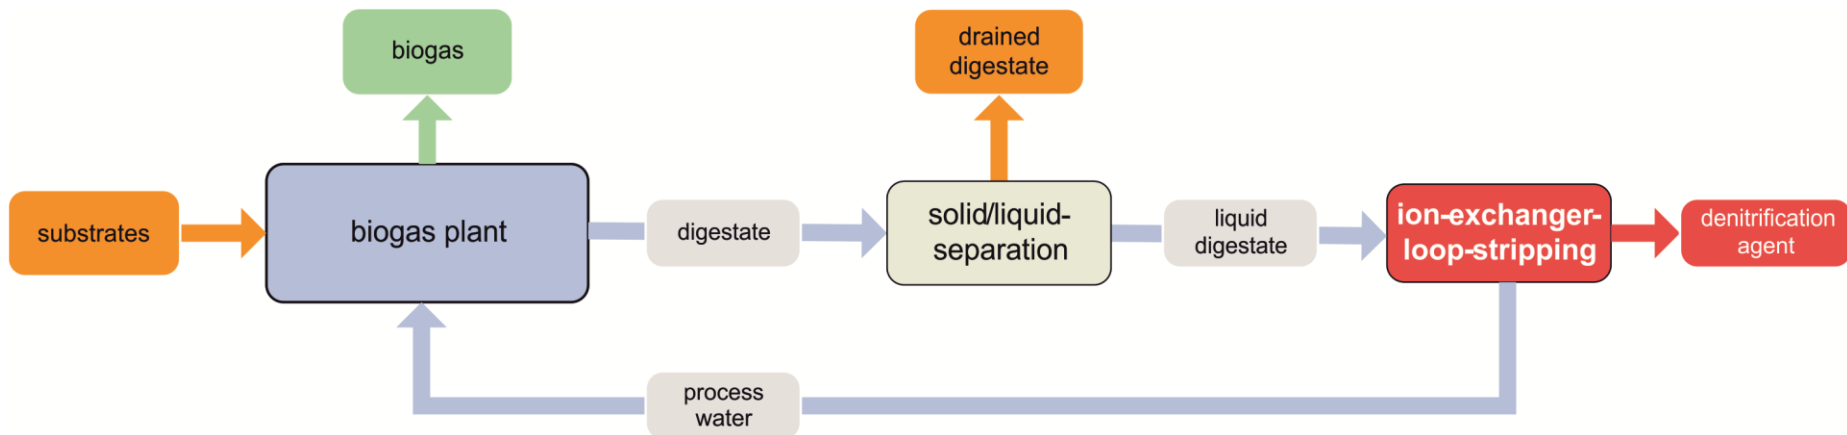 biogas
drained
digestate
substrates
biogas plant
digestate
solid/liquid-
separation
liquid
digestate
ion-exchanger-
loop-stripping
denitrification
agent
process
water